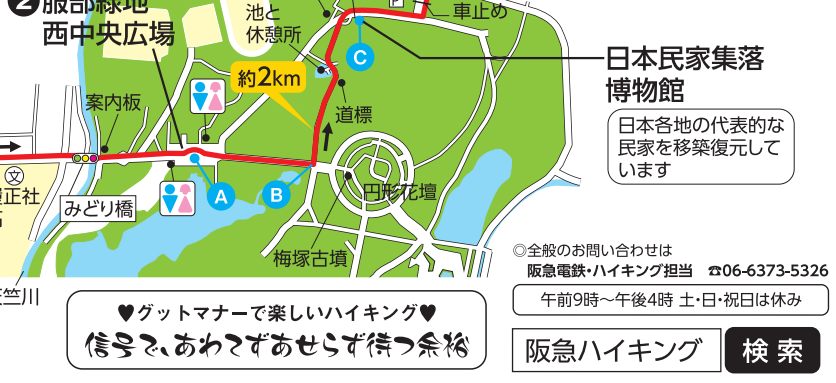 ❷服部緑地
西中央広場
池と
休憩所
P
車止め
C
日本民家集落
博物館
日本各地の代表的な
民家を移築復元して
います
約2km
案内板
道標
文
みどり橋
A
B
円形花壇
梅塚古墳
竺川
◎全般のお問い合わせは
阪急電鉄・ハイキング担当 ☎06-6373-5326
午前9時〜午後4時 土・日・祝日は休み
♥グットマナーで楽しいハイキング♥
信号で、あわてずあせらず待つ余裕
阪急ハイキング 検索